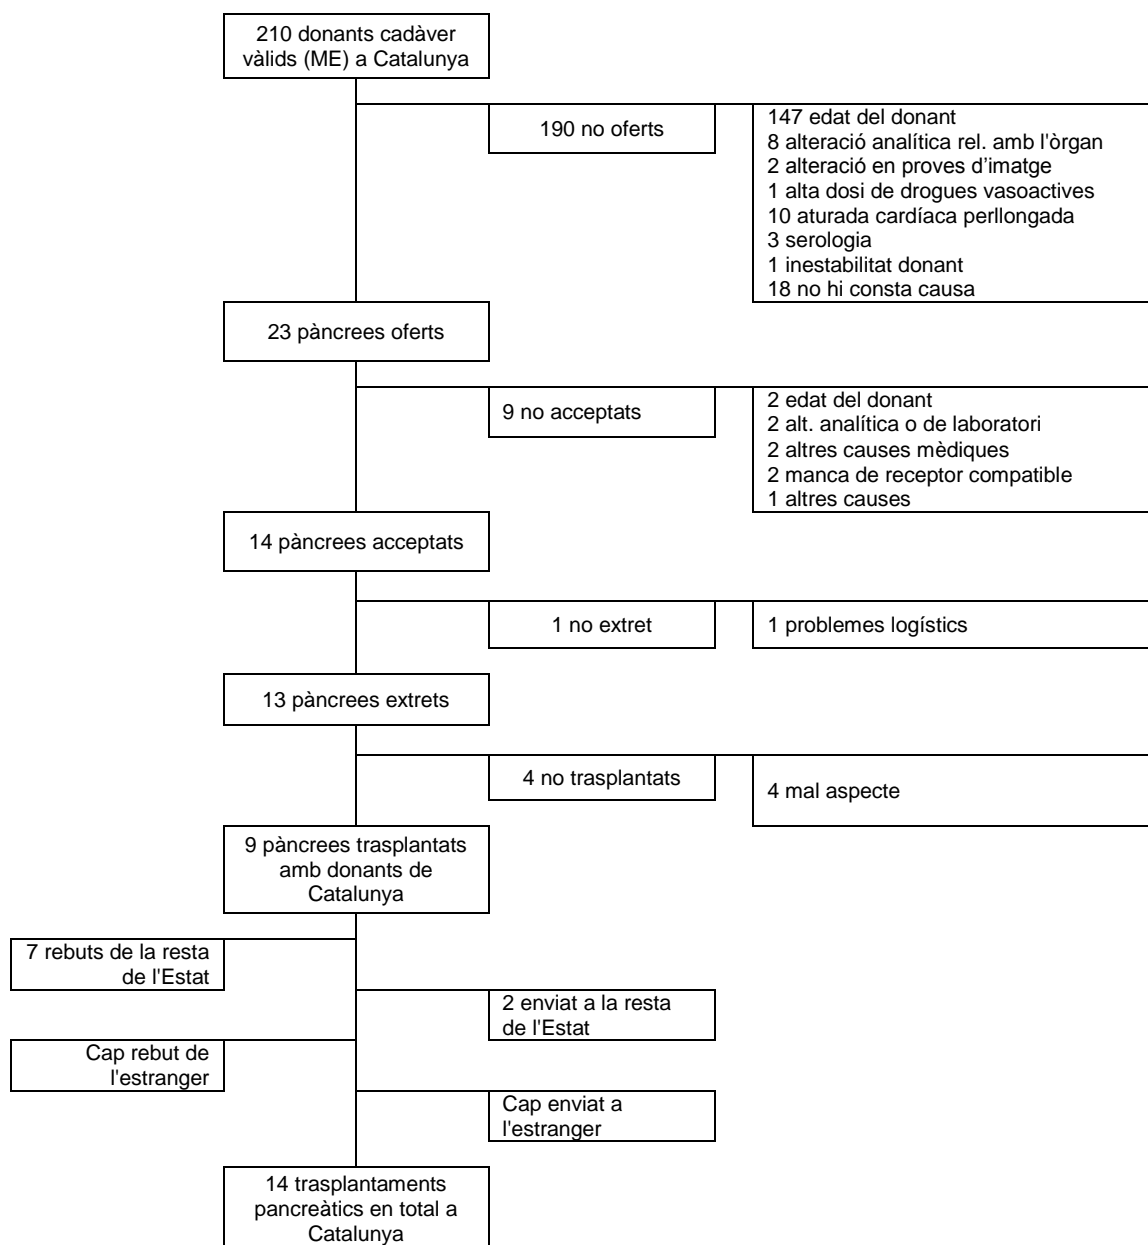 210 donants cadàver
vàlids (ME) a Catalunya
190 no oferts
147 edat del donant
8 alteració analítica rel. amb l'òrgan
2 alteració en proves d’imatge
1 alta dosi de drogues vasoactives
10 aturada cardíaca perllongada
3 serologia
1 inestabilitat donant
18 no hi consta causa
23 pàncrees oferts
9 no acceptats
2 edat del donant
2 alt. analítica o de laboratori
2 altres causes mèdiques
2 manca de receptor compatible
1 altres causes
14 pàncrees acceptats
1 no extret
1 problemes logístics
13 pàncrees extrets
4 no trasplantats
4 mal aspecte
9 pàncrees trasplantats
amb donants de
Catalunya
7 rebuts de la resta
de l'Estat
2 enviat a la resta
de l'Estat
Cap rebut de
l'estranger
Cap enviat a
l'estranger
14 trasplantaments
pancreàtics en total a
Catalunya